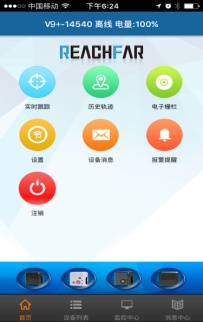 中国移动 下午6:24
V9+-14540 离线 电量:100%
REACHFAR
实时跟踪 历史轨迹 电子栅栏
设置 设备消息 报警提醒
注销
首页 设备列表 监控中心 消息中心